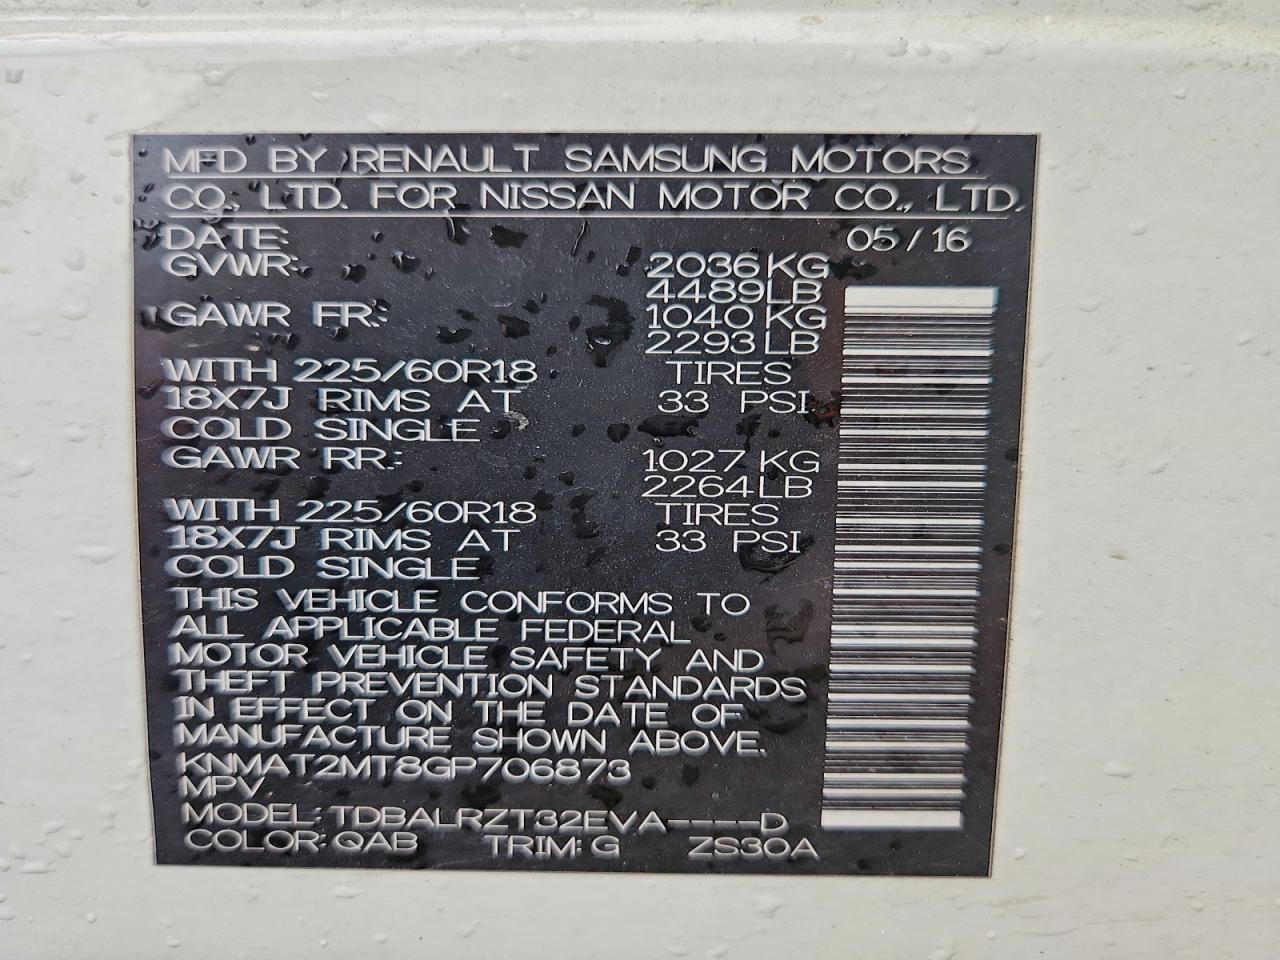 MFD BY RENAULT SAMSUNG MOTORS
CO., LTD. FOR NISSAN MOTOR CO., LTD.
DATE: 05 / 16
GVWR: 2036 KG
4489 LB
GAWR FR.: 1040 KG
2293 LB
WITH 225/60R18 TIRES
18X7J RIMS AT 33 PSI
COLD SINGLE
GAWR RR.: 1027 KG
2264 LB
WITH 225/60R18 TIRES
18X7J RIMS AT 33 PSI
COLD SINGLE
THIS VEHICLE CONFORMS TO
ALL APPLICABLE FEDERAL
MOTOR VEHICLE SAFETY AND
THEFT PREVENTION STANDARDS
IN EFFECT ON THE DATE OF
MANUFACTURE SHOWN ABOVE.
KNMAT2MT8GP706873
MPV
MODEL: TDBALRZT32EVA-----D
COLOR: QAB TRIM: G ZS30A